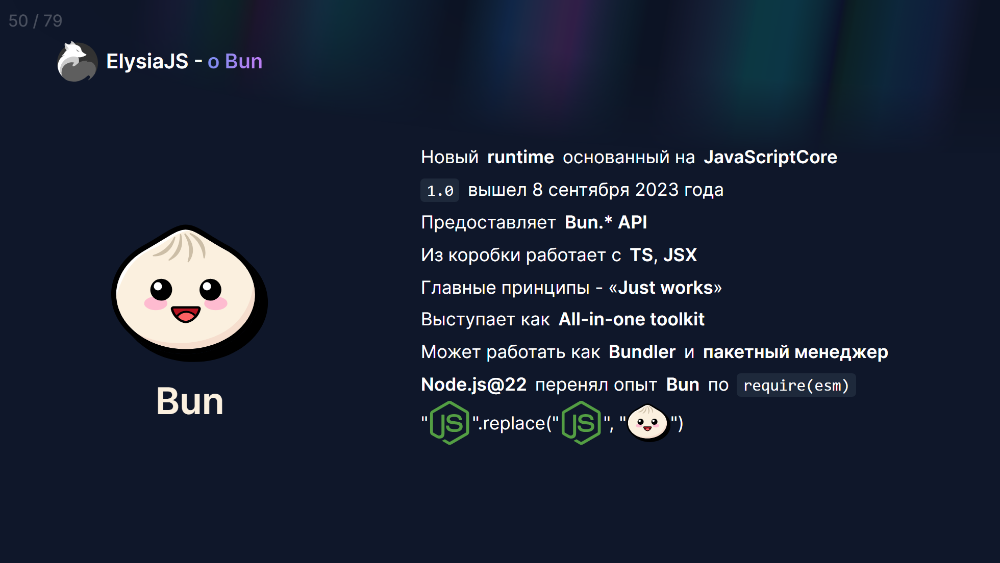 50 / 79
ElysiaJS - о Bun
Новый runtime основанный на JavaScriptCore
1.0 вышел 8 сентября 2023 года
Предоставляет Bun.* API
Из коробки работает с TS, JSX
Главные принципы - «Just works»
Выступает как All-in-one toolkit
Может работать как Bundler и пакетный менеджер
Node.js@22 перенял опыт Bun по require(esm)
"JS".replace("JS", "")
Bun